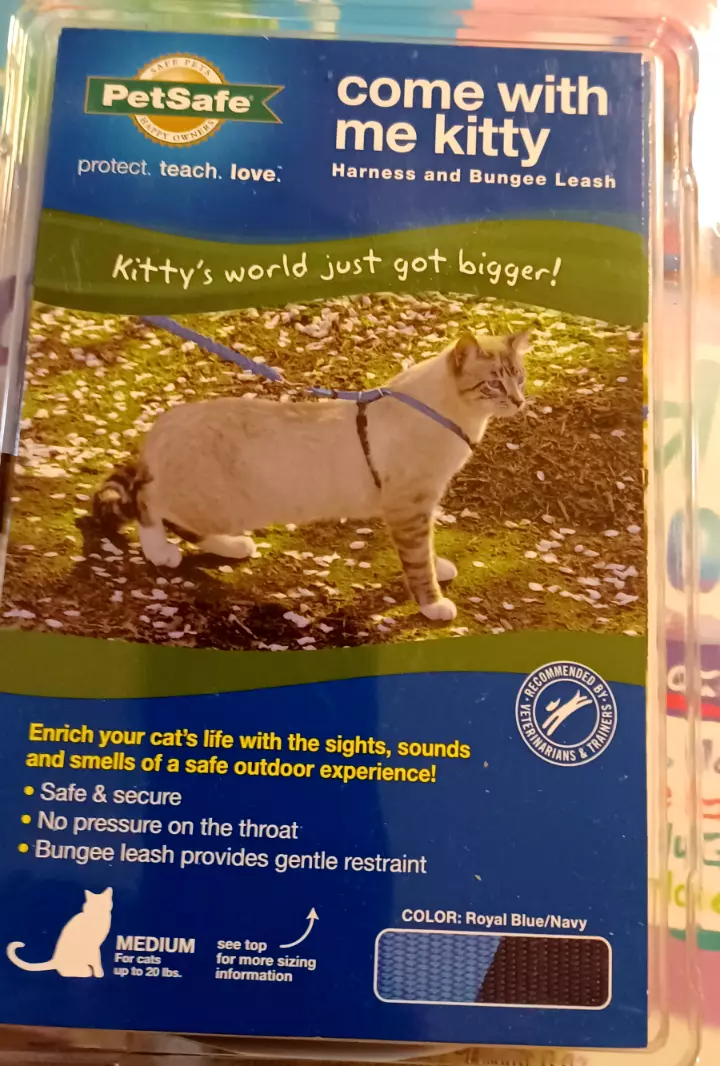 SAFE PETS
PetSafe
HAPPY OWNERS
protect. teach. love.
come with
me kitty
Harness and Bungee Leash
Kitty's world just got bigger!
RECOMMENDED BY
VETERINARIANS & TRAINERS
Enrich your cat's life with the sights, sounds
and smells of a safe outdoor experience!
• Safe & secure
• No pressure on the throat
• Bungee leash provides gentle restraint
MEDIUM
For cats
up to 20 lbs.
see top
for more sizing
information
COLOR: Royal Blue/Navy